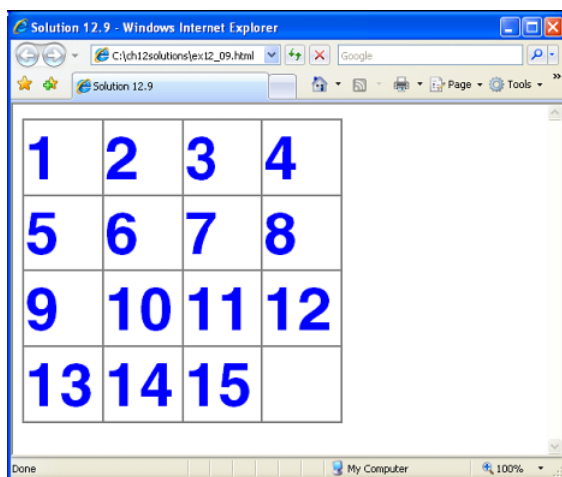 Solution 12.9 - Windows Internet Explorer
C:\ch12solutions\ex12_09.html Google
Solution 12.9 Page Tools »
1 2 3 4
5 6 7 8
9 10 11 12
13 14 15
Done My Computer 100%